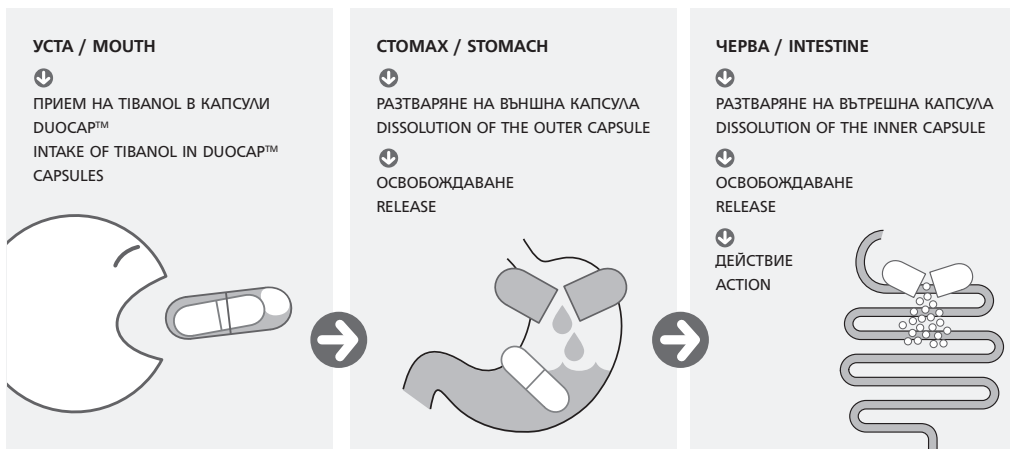 УСТА / MOUTH
ПРИЕМ НА TIBANOL В КАПСУЛИ
DUOCAP™
INTAKE OF TIBANOL IN DUOCAP™
CAPSULES
СТОМАХ / STOMACH
РАЗТВАРЯНЕ НА ВЪНШНА КАПСУЛА
DISSOLUTION OF THE OUTER CAPSULE
ОСВОБОЖДАВАНЕ
RELEASE
ЧЕРВА / INTESTINE
РАЗТВАРЯНЕ НА ВЪТРЕШНА КАПСУЛА
DISSOLUTION OF THE INNER CAPSULE
ОСВОБОЖДАВАНЕ
RELEASE
ДЕЙСТВИЕ
ACTION